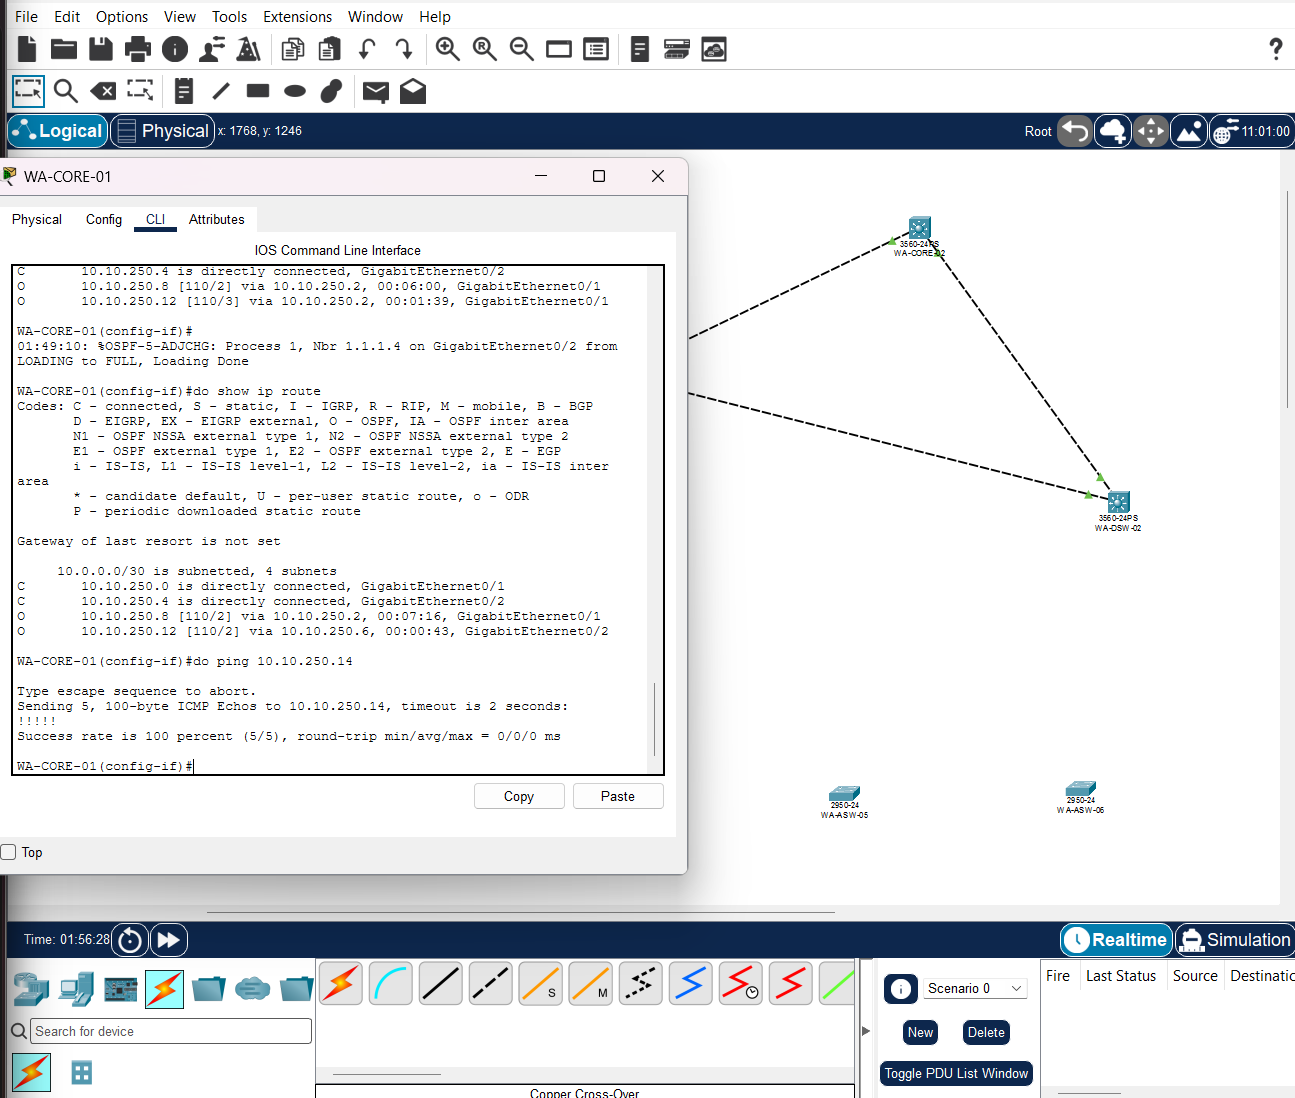 File Edit Options View Tools Extensions Window Help
?
Logical Physical x: 1768, y: 1246 Root 11:01:00
WA-CORE-01
Physical Config CLI Attributes
IOS Command Line Interface
C 10.10.250.4 is directly connected, GigabitEthernet0/2
O 10.10.250.8 [110/2] via 10.10.250.2, 00:06:00, GigabitEthernet0/1
O 10.10.250.12 [110/3] via 10.10.250.2, 00:01:39, GigabitEthernet0/1
WA-CORE-01(config-if)#
01:49:10: %OSPF-5-ADJCHG: Process 1, Nbr 1.1.1.4 on GigabitEthernet0/2 from
LOADING to FULL, Loading Done
WA-CORE-01(config-if)#do show ip route
Codes: C - connected, S - static, I - IGRP, R - RIP, M - mobile, B - BGP
D - EIGRP, EX - EIGRP external, O - OSPF, IA - OSPF inter area
N1 - OSPF NSSA external type 1, N2 - OSPF NSSA external type 2
E1 - OSPF external type 1, E2 - OSPF external type 2, E - EGP
i - IS-IS, L1 - IS-IS level-1, L2 - IS-IS level-2, ia - IS-IS inter
area
* - candidate default, U - per-user static route, o - ODR
P - periodic downloaded static route
Gateway of last resort is not set
10.0.0.0/30 is subnetted, 4 subnets
C 10.10.250.0 is directly connected, GigabitEthernet0/1
C 10.10.250.4 is directly connected, GigabitEthernet0/2
O 10.10.250.8 [110/2] via 10.10.250.2, 00:07:16, GigabitEthernet0/1
O 10.10.250.12 [110/2] via 10.10.250.6, 00:00:43, GigabitEthernet0/2
WA-CORE-01(config-if)#do ping 10.10.250.14
Type escape sequence to abort.
Sending 5, 100-byte ICMP Echos to 10.10.250.14, timeout is 2 seconds:
!!!!!
Success rate is 100 percent (5/5), round-trip min/avg/max = 0/0/0 ms
WA-CORE-01(config-if)#
Copy Paste
Top
3560-24PS
WA-CORE-02
3560-24PS
WA-DSW-02
2950-24
WA-ASW-05
2950-24
WA-ASW-06
Time: 01:56:28 Realtime Simulation
S M
Search for device
Copper Cross-Over
Scenario 0
New Delete
Toggle PDU List Window
Fire Last Status Source Destinatic